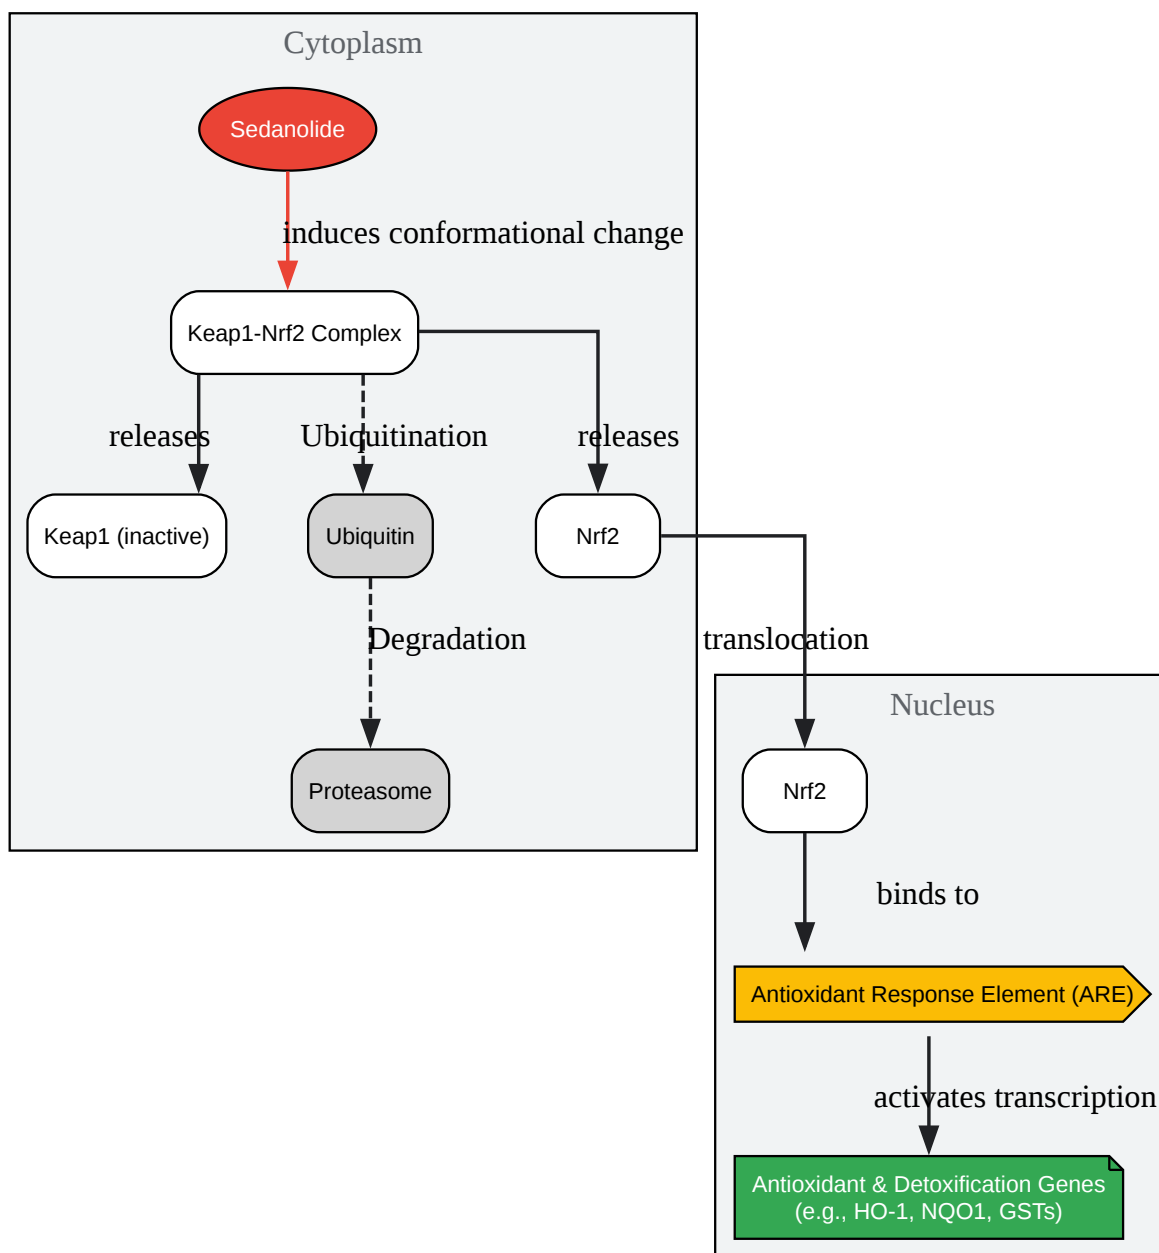 Cytoplasm
Sedanolide
induces conformational change
Keap1-Nrf2 Complex
releases
Ubiquitination
releases
Keap1 (inactive)
Ubiquitin
Nrf2
Degradation
translocation
Nucleus
Proteasome
Nrf2
binds to
Antioxidant Response Element (ARE)
activates transcription
Antioxidant & Detoxification Genes
(e.g., HO-1, NQO1, GSTs)